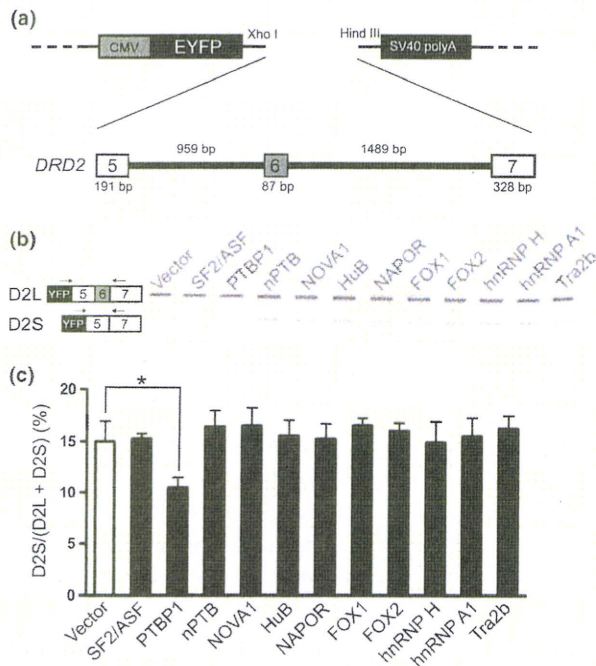 (a)
Xho I
Hind III
CMV
EYFP
SV40 polyA
959 bp
1489 bp
DRD2
5
6
7
191 bp
87 bp
328 bp
(b)
Vector
SF2/ASF
PTBP1
nPTB
NOVA1
HuB
NAPOR
FOX1
FOX2
hnRNP H
hnRNP A1
Tra2b
D2L
YFP 5 6 7
D2S
YFP 5 7
(c)
D2S/(D2L + D2S) (%)
20
15
10
5
0
*
Vector
SF2/ASF
PTBP1
nPTB
NOVA1
HuB
NAPOR
FOX1
FOX2
hnRNP H
hnRNP A1
Tra2b